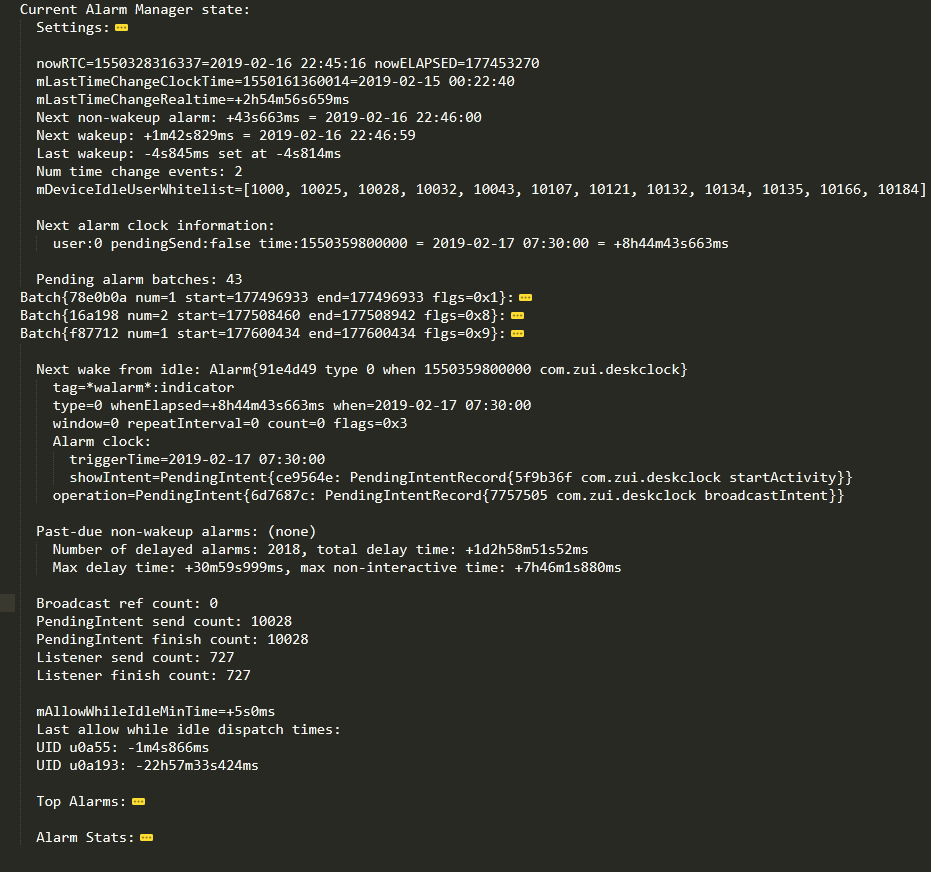 Current Alarm Manager state:
Settings:
nowRTC=1550328316337=2019-02-16 22:45:16 nowELAPSED=177453270
mLastTimeChangeClockTime=1550161360014=2019-02-15 00:22:40
mLastTimeChangeRealtime=+2h54m56s659ms
Next non-wakeup alarm: +43s663ms = 2019-02-16 22:46:00
Next wakeup: +1m42s829ms = 2019-02-16 22:46:59
Last wakeup: -4s845ms set at -4s814ms
Num time change events: 2
mDeviceIdleUserWhitelist=[1000, 10025, 10028, 10032, 10043, 10107, 10121, 10132, 10134, 10135, 10166, 10184]
Next alarm clock information:
user:0 pendingSend:false time:1550359800000 = 2019-02-17 07:30:00 = +8h44m43s663ms
Pending alarm batches: 43
Batch{78e0b0a num=1 start=177496933 end=177496933 flgs=0x1}:
Batch{16a198 num=2 start=177508460 end=177508942 flgs=0x8}:
Batch{f87712 num=1 start=177600434 end=177600434 flgs=0x9}:
Next wake from idle: Alarm{91e4d49 type 0 when 1550359800000 com.zui.deskclock}
tag=*walarm*:indicator
type=0 whenElapsed=+8h44m43s663ms when=2019-02-17 07:30:00
window=0 repeatInterval=0 count=0 flags=0x3
Alarm clock:
triggerTime=2019-02-17 07:30:00
showIntent=PendingIntent{ce9564e: PendingIntentRecord{5f9b36f com.zui.deskclock startActivity}}
operation=PendingIntent{6d7687c: PendingIntentRecord{7757505 com.zui.deskclock broadcastIntent}}
Past-due non-wakeup alarms: (none)
Number of delayed alarms: 2018, total delay time: +1d2h58m51s52ms
Max delay time: +30m59s999ms, max non-interactive time: +7h46m1s880ms
Broadcast ref count: 0
PendingIntent send count: 10028
PendingIntent finish count: 10028
Listener send count: 727
Listener finish count: 727
mAllowWhileIdleMinTime=+5s0ms
Last allow while idle dispatch times:
UID u0a55: -1m4s866ms
UID u0a193: -22h57m33s424ms
Top Alarms:
Alarm Stats: